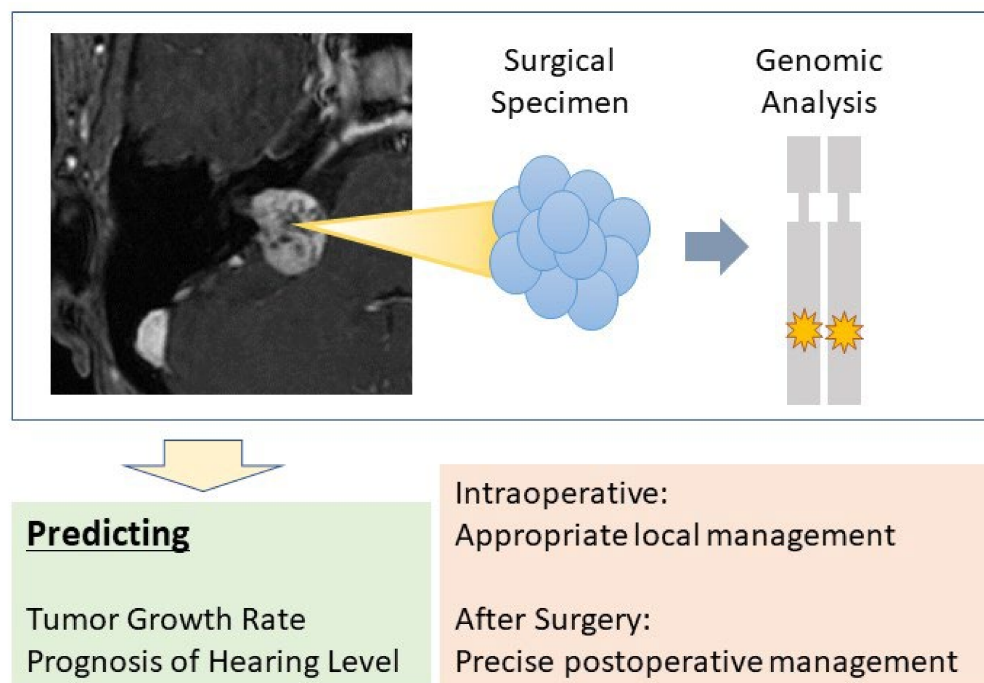 Surgical
Specimen
Genomic
Analysis
Predicting
Tumor Growth Rate
Prognosis of Hearing Level
Intraoperative:
Appropriate local management
After Surgery:
Precise postoperative management